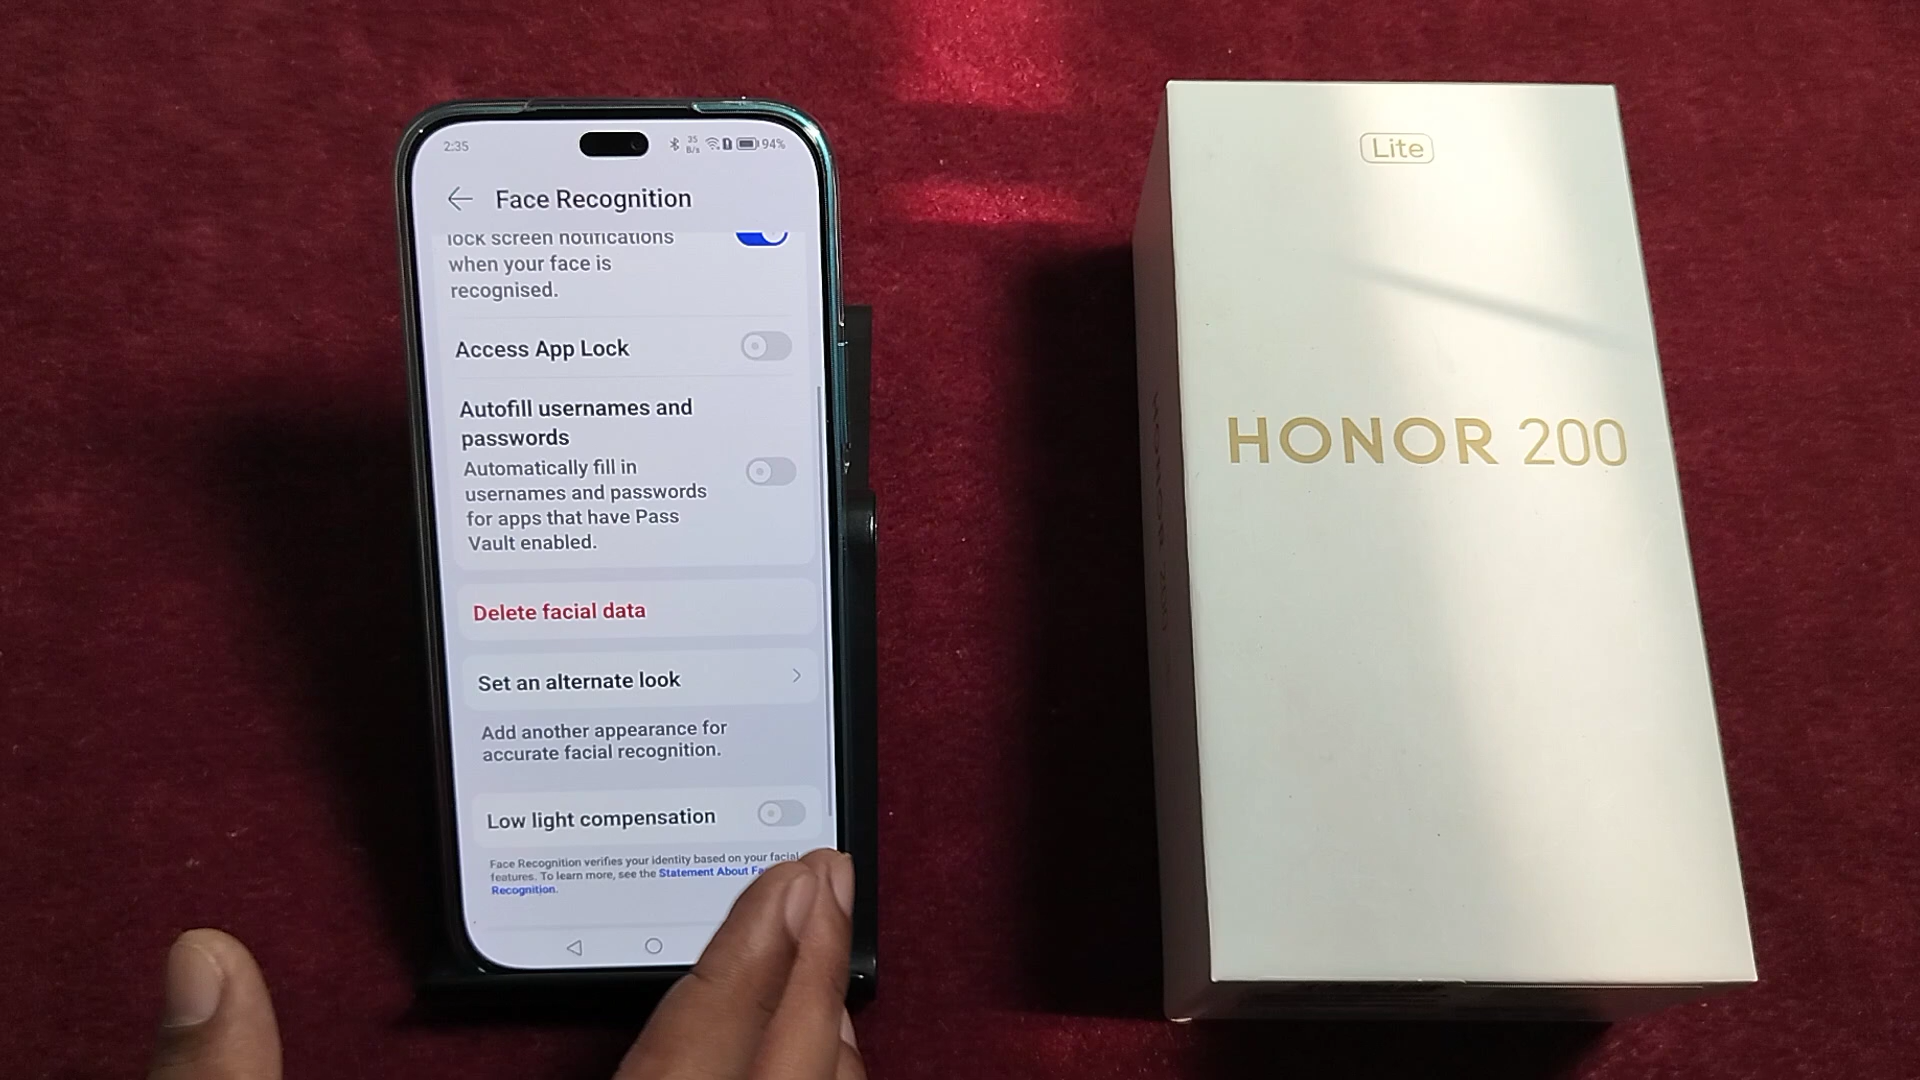 2:35
35
B/s
94%
Face Recognition
lock screen notifications
when your face is
recognised.
Access App Lock
Autofill usernames and
passwords
Automatically fill in
usernames and passwords
for apps that have Pass
Vault enabled.
Delete facial data
Set an alternate look
Add another appearance for
accurate facial recognition.
Low light compensation
Face Recognition verifies your identity based on your facial
features. To learn more, see the Statement About
Recognition.
Lite
HONOR 200